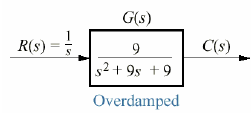 G(s)
R(s) = 1/s
9
s² + 9s + 9
C(s)
Overdamped